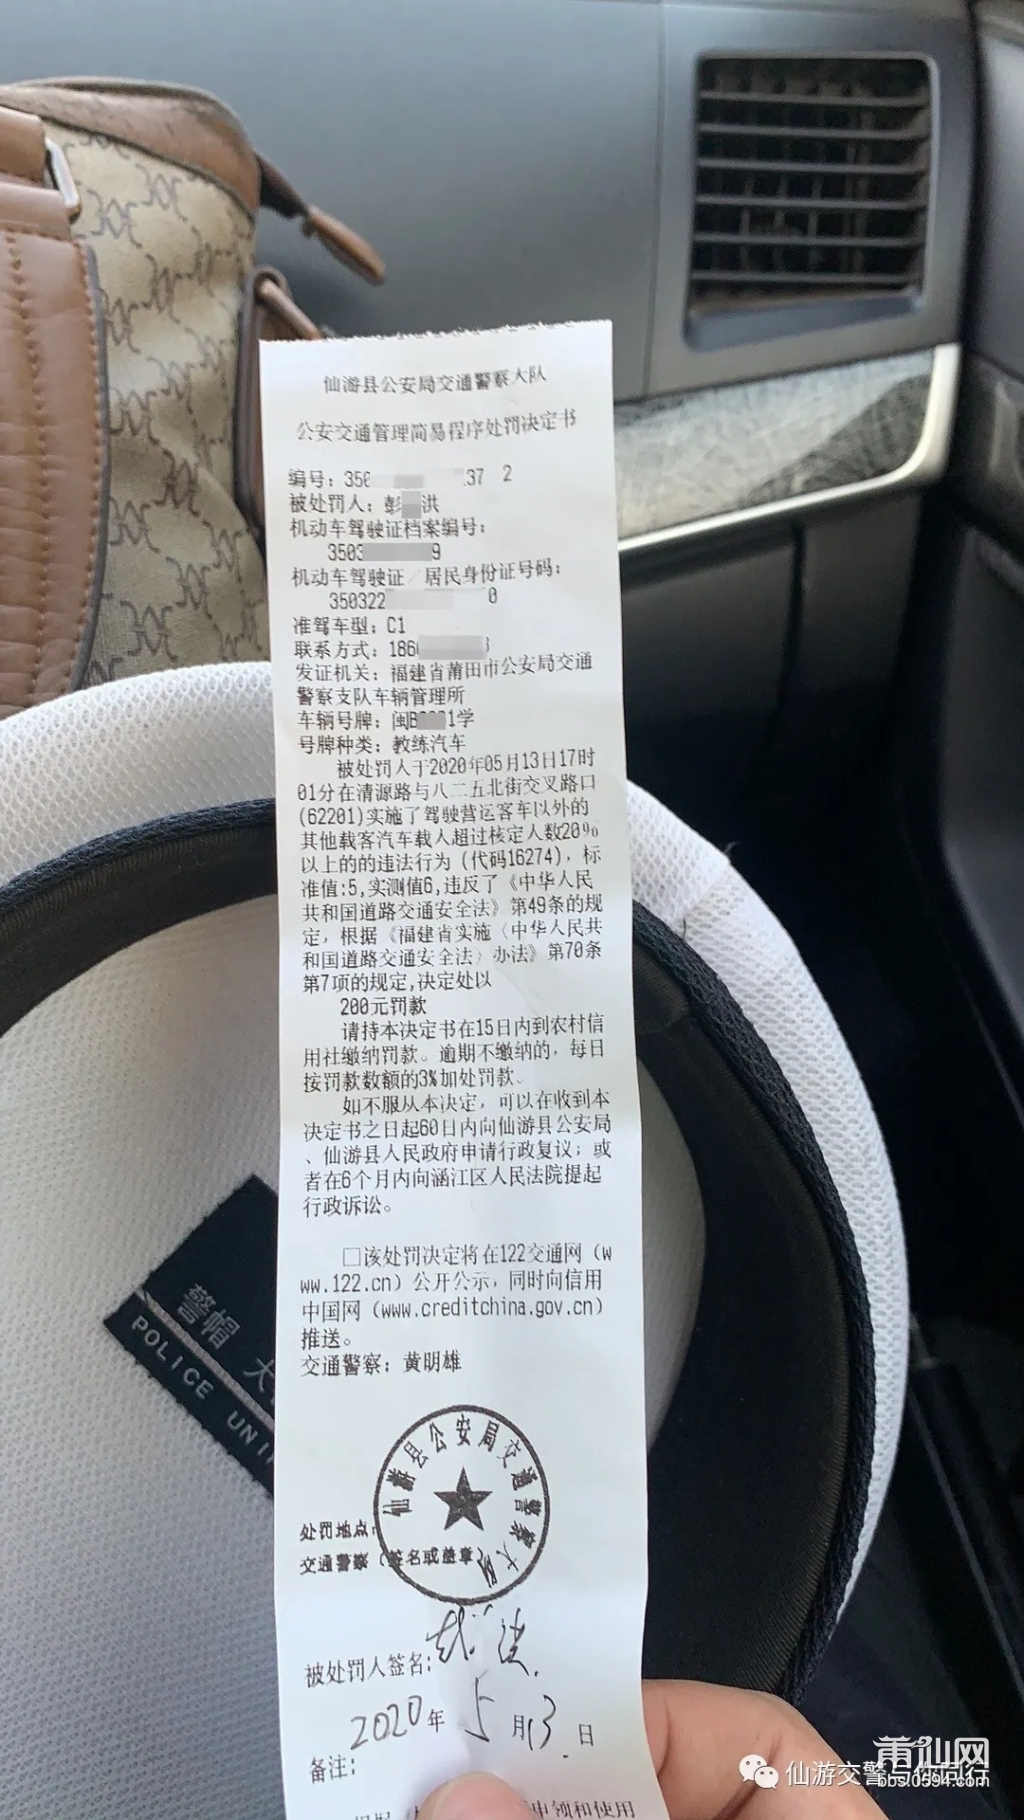 仙游县公安局交通警察大队
公安交通管理简易程序处罚决定书
编号：350 37 2
被处罚人：彭 洪
机动车驾驶证档案编号：
3503 9
机动车驾驶证／居民身份证号码：
350322 0
准驾车型：C1
联系方式：186 3
发证机关：福建省莆田市公安局交通
警察支队车辆管理所
车辆号牌：闽B 1学
号牌种类：教练汽车
被处罚人于2020年05月13日17时
01分在清源路与八二五北街交叉路口
(62201)实施了驾驶营运客车以外的
其他载客汽车载人超过核定人数20%
以上的的违法行为(代码16274)，标
准值:5,实测值6,违反了《中华人民
共和国道路交通安全法》第49条的规
定，根据《福建省实施〈中华人民共
和国道路交通安全法〉办法》第70条
第7项的规定,决定处以
200元罚款
请持本决定书在15日内到农村信
用社缴纳罚款。逾期不缴纳的，每日
按罚款数额的3%加处罚款。
如不服从本决定，可以在收到本
决定书之日起60日内向仙游县公安局
、仙游县人民政府申请行政复议；或
者在6个月内向涵江区人民法院提起
行政诉讼。
□该处罚决定将在122交通网（w
ww.122.cn）公开公示，同时向信用
中国网（www.creditchina.gov.cn）
推送。
交通警察：黄明雄
仙游县公安局交通警察大队
处罚地点
交通警察（签名或盖章）
被处罚人签名：
2020年5月13日
备注：
申领和使用
警帽 大
POLICE UNI
莆仙网
仙游交警与您同行
bbs.0594.com